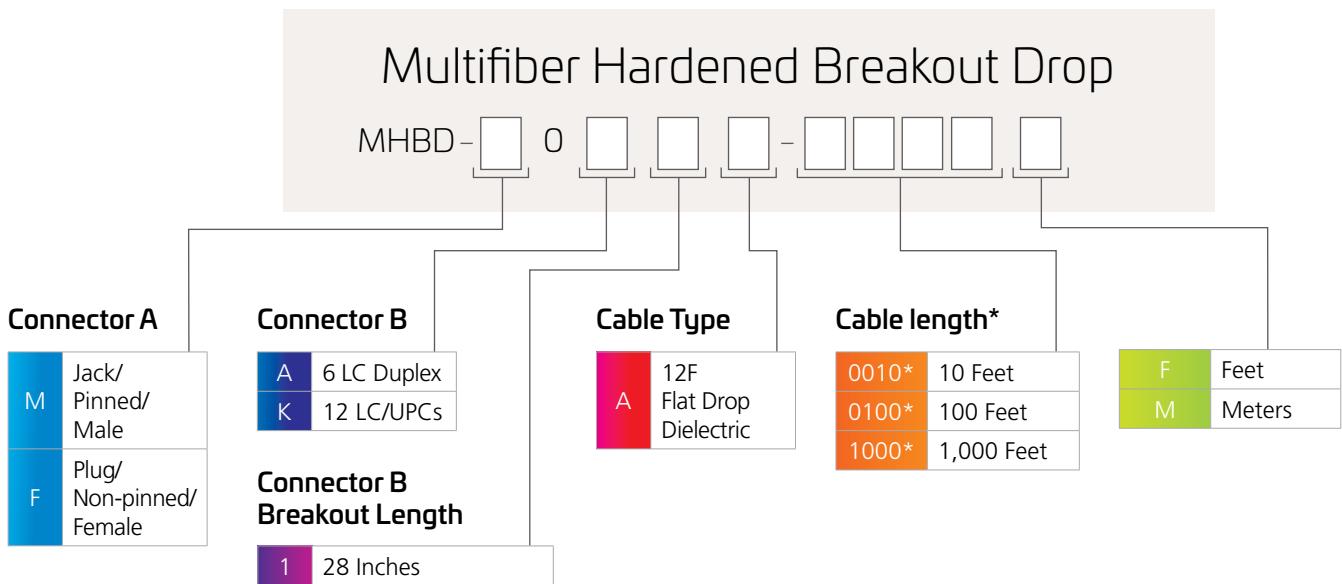 Multifiber Hardened Breakout Drop
MHBD- 0 -
Connector A
M Jack/
Pinned/
Male
F Plug/
Non-pinned/
Female
Connector B
A 6 LC Duplex
K 12 LC/UPCs
Connector B
Breakout Length
1 28 Inches
Cable Type
A 12F
Flat Drop
Dielectric
Cable length*
0010* 10 Feet
0100* 100 Feet
1000* 1,000 Feet
F Feet
M Meters